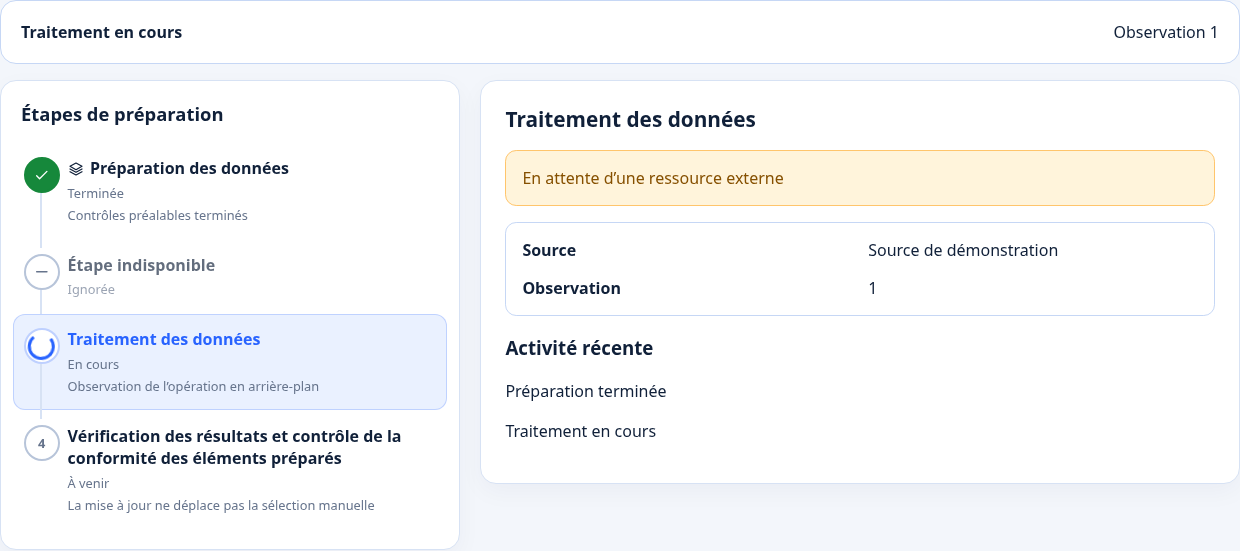 Traitement en cours
Observation 1
Étapes de préparation
Préparation des données
Terminée
Contrôles préalables terminés
Étape indisponible
Ignorée
Traitement des données
En cours
Observation de l’opération en arrière-plan
4
Vérification des résultats et contrôle de la
conformité des éléments préparés
À venir
La mise à jour ne déplace pas la sélection manuelle
Traitement des données
En attente d’une ressource externe
Source Source de démonstration
Observation 1
Activité récente
Préparation terminée
Traitement en cours